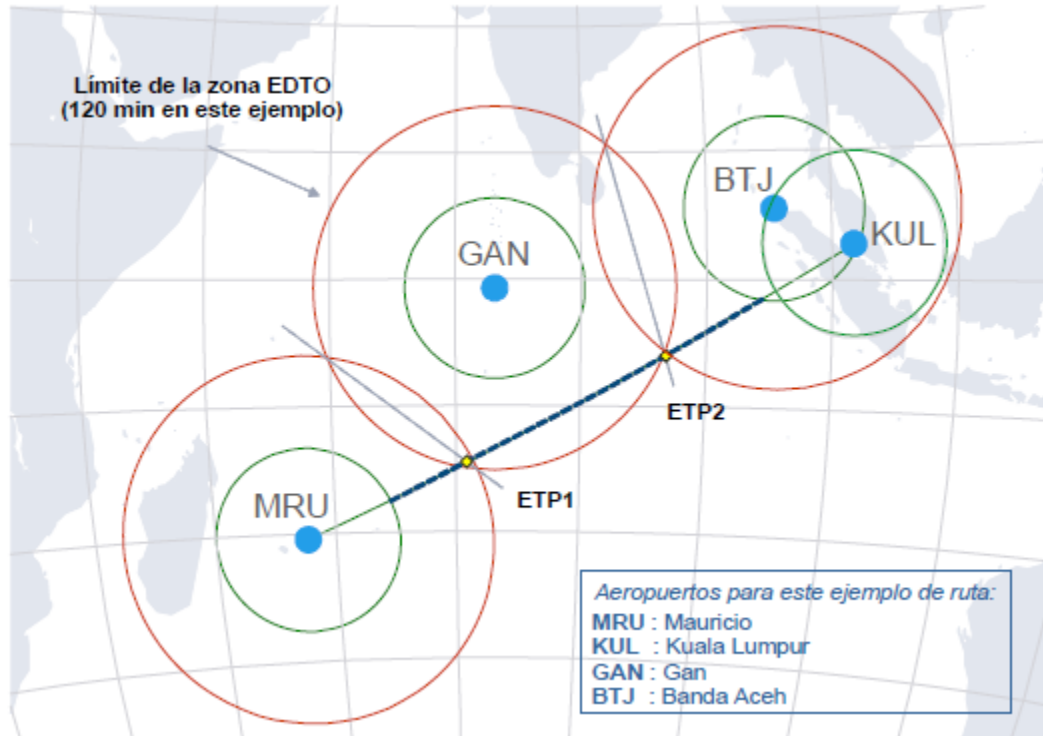 Límite de la zona EDTO
(120 min en este ejemplo)
BTJ
KUL
GAN
ETP2
ETP1
MRU
Aeropuertos para este ejemplo de ruta:
MRU : Mauricio
KUL : Kuala Lumpur
GAN : Gan
BTJ : Banda Aceh